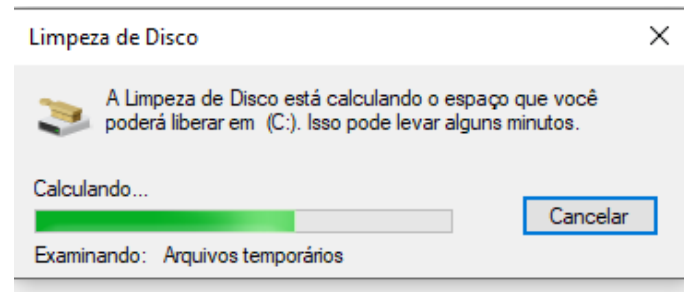 Limpeza de Disco
A Limpeza de Disco está calculando o espaço que você
poderá liberar em  (C:). Isso pode levar alguns minutos.
Calculando...
Cancelar
Examinando:   Arquivos temporários